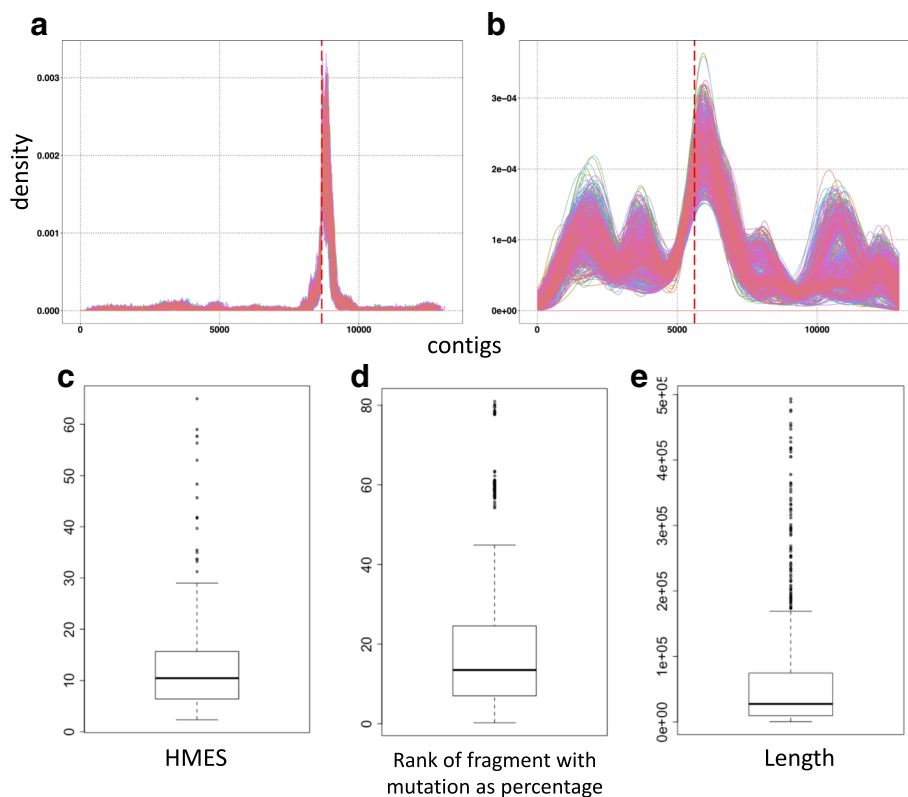 a
b
density
0.003
0.002
0.001
0.000
0
5000
10000
3e−04
2e−04
1e−04
0e+00
0
5000
10000
contigs
c
d
e
60
50
40
30
20
10
0
80
60
40
20
0
5e+05
4e+05
3e+05
2e+05
1e+05
0e+00
HMES
Rank of fragment with
mutation as percentage
Length